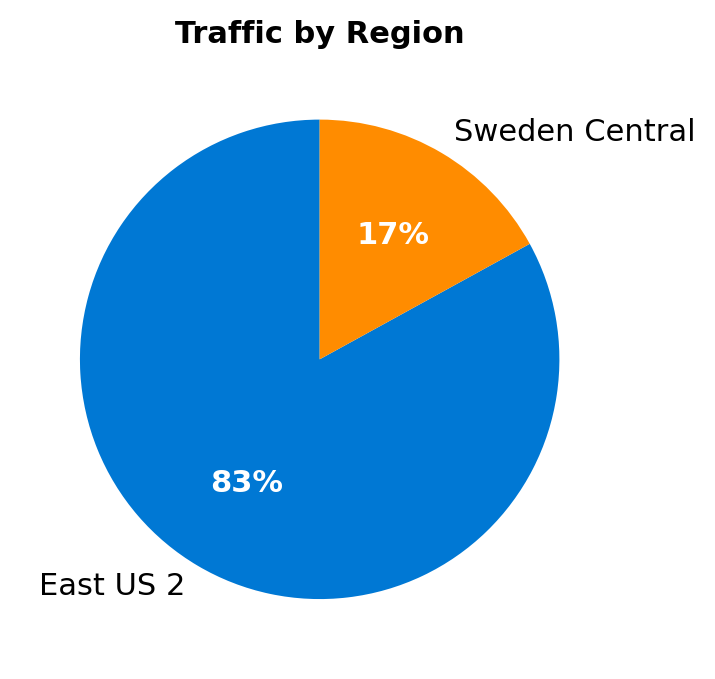 Traffic by Region
Sweden Central
17%
83%
East US 2